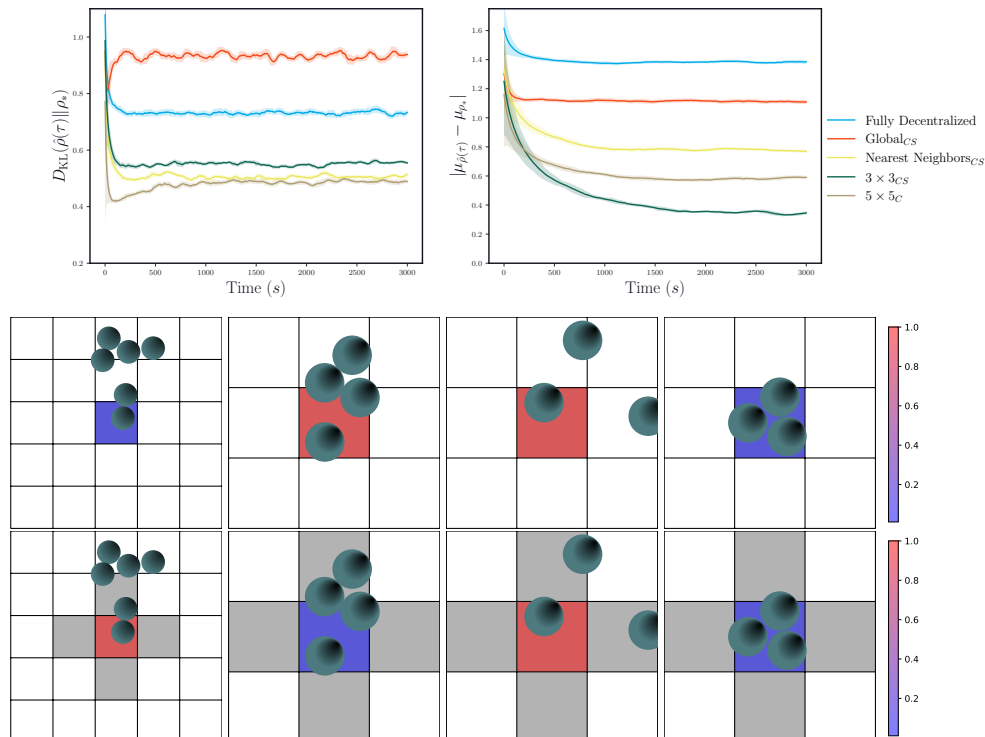 1.0
0.8
0.6
0.4
0.2
D_KL(ρ̂(τ)‖ρ_*)
0 500 1000 1500 2000 2500 3000
Time (s)
1.6
1.4
1.2
1.0
0.8
0.6
0.4
0.2
0.0
|μ_ρ̂(τ) − μ_ρ_*|
0 500 1000 1500 2000 2500 3000
Time (s)
Fully Decentralized
Global_CS
Nearest Neighbors_CS
3 × 3_CS
5 × 5_C
1.0
0.8
0.6
0.4
0.2
1.0
0.8
0.6
0.4
0.2